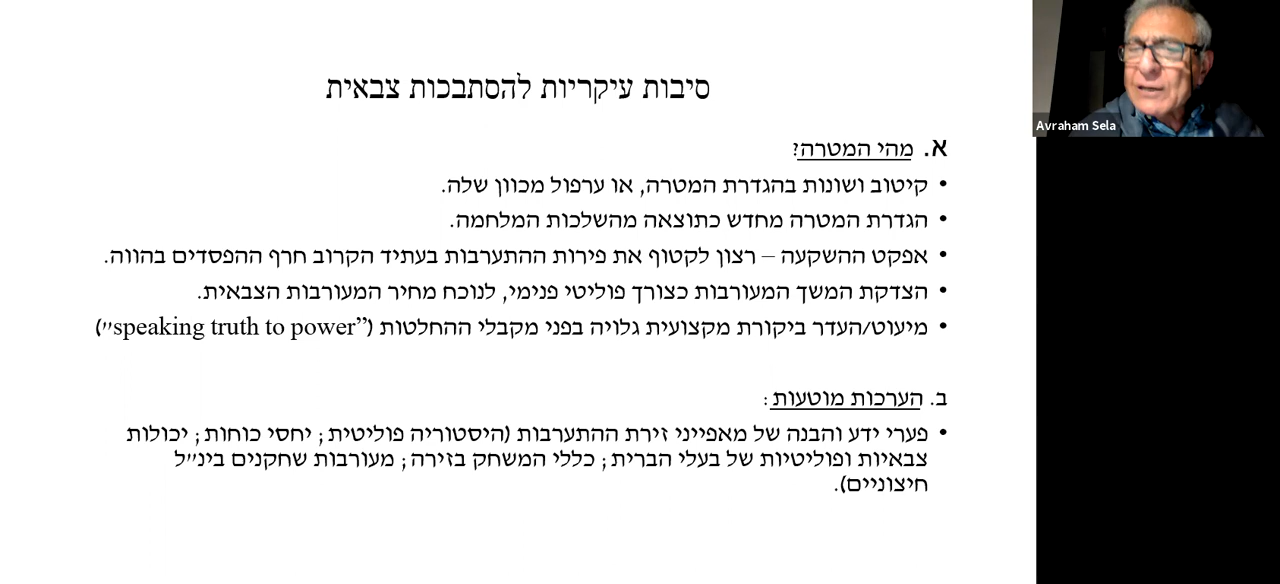 סיבות עיקריות להסתבכות צבאית
א. מהי המטרה?
• קיטוב ושונות בהגדרת המטרה, או ערפול מכוון שלה.
• הגדרת המטרה מחדש כתוצאה מהשלכות המלחמה.
• אפקט ההשקעה – רצון לקטוף את פירות ההתערבות בעתיד הקרוב חרף ההפסדים בהווה.
• הצדקת המשך המעורבות כצורך פוליטי פנימי, לנוכח מחיר המעורבות הצבאית.
• מיעוט/העדר ביקורת מקצועית גלויה בפני מקבלי ההחלטות ("speaking truth to power")
ב. הערכות מוטעות:
• פערי ידע והבנה של מאפייני זירת ההתערבות (היסטוריה פוליטית; יחסי כוחות; יכולות
צבאיות ופוליטיות של בעלי הברית; כללי המשחק בזירה; מעורבות שחקנים בינ״ל
חיצוניים).
Avraham Sela